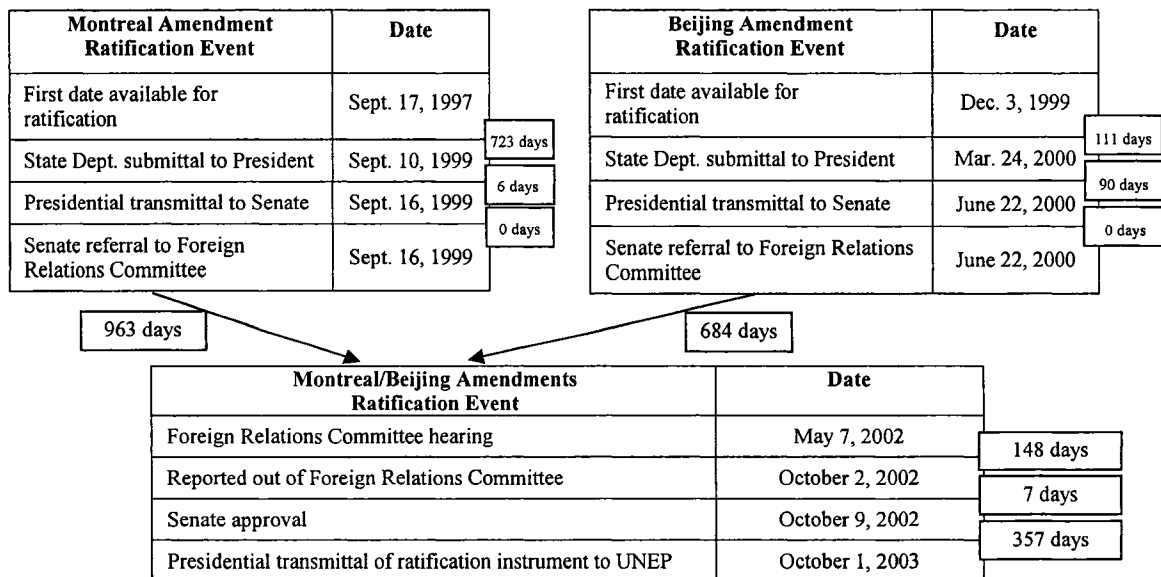 Montreal Amendment
Ratification Event
Date
First date available for
ratification
Sept. 17, 1997
723 days
State Dept. submittal to President
Sept. 10, 1999
6 days
Presidential transmittal to Senate
Sept. 16, 1999
0 days
Senate referral to Foreign
Relations Committee
Sept. 16, 1999
Beijing Amendment
Ratification Event
Date
First date available for
ratification
Dec. 3, 1999
111 days
State Dept. submittal to President
Mar. 24, 2000
90 days
Presidential transmittal to Senate
June 22, 2000
0 days
Senate referral to Foreign Relations
Committee
June 22, 2000
963 days
684 days
Montreal/Beijing Amendments
Ratification Event
Date
Foreign Relations Committee hearing
May 7, 2002
148 days
Reported out of Foreign Relations Committee
October 2, 2002
7 days
Senate approval
October 9, 2002
357 days
Presidential transmittal of ratification instrument to UNEP
October 1, 2003